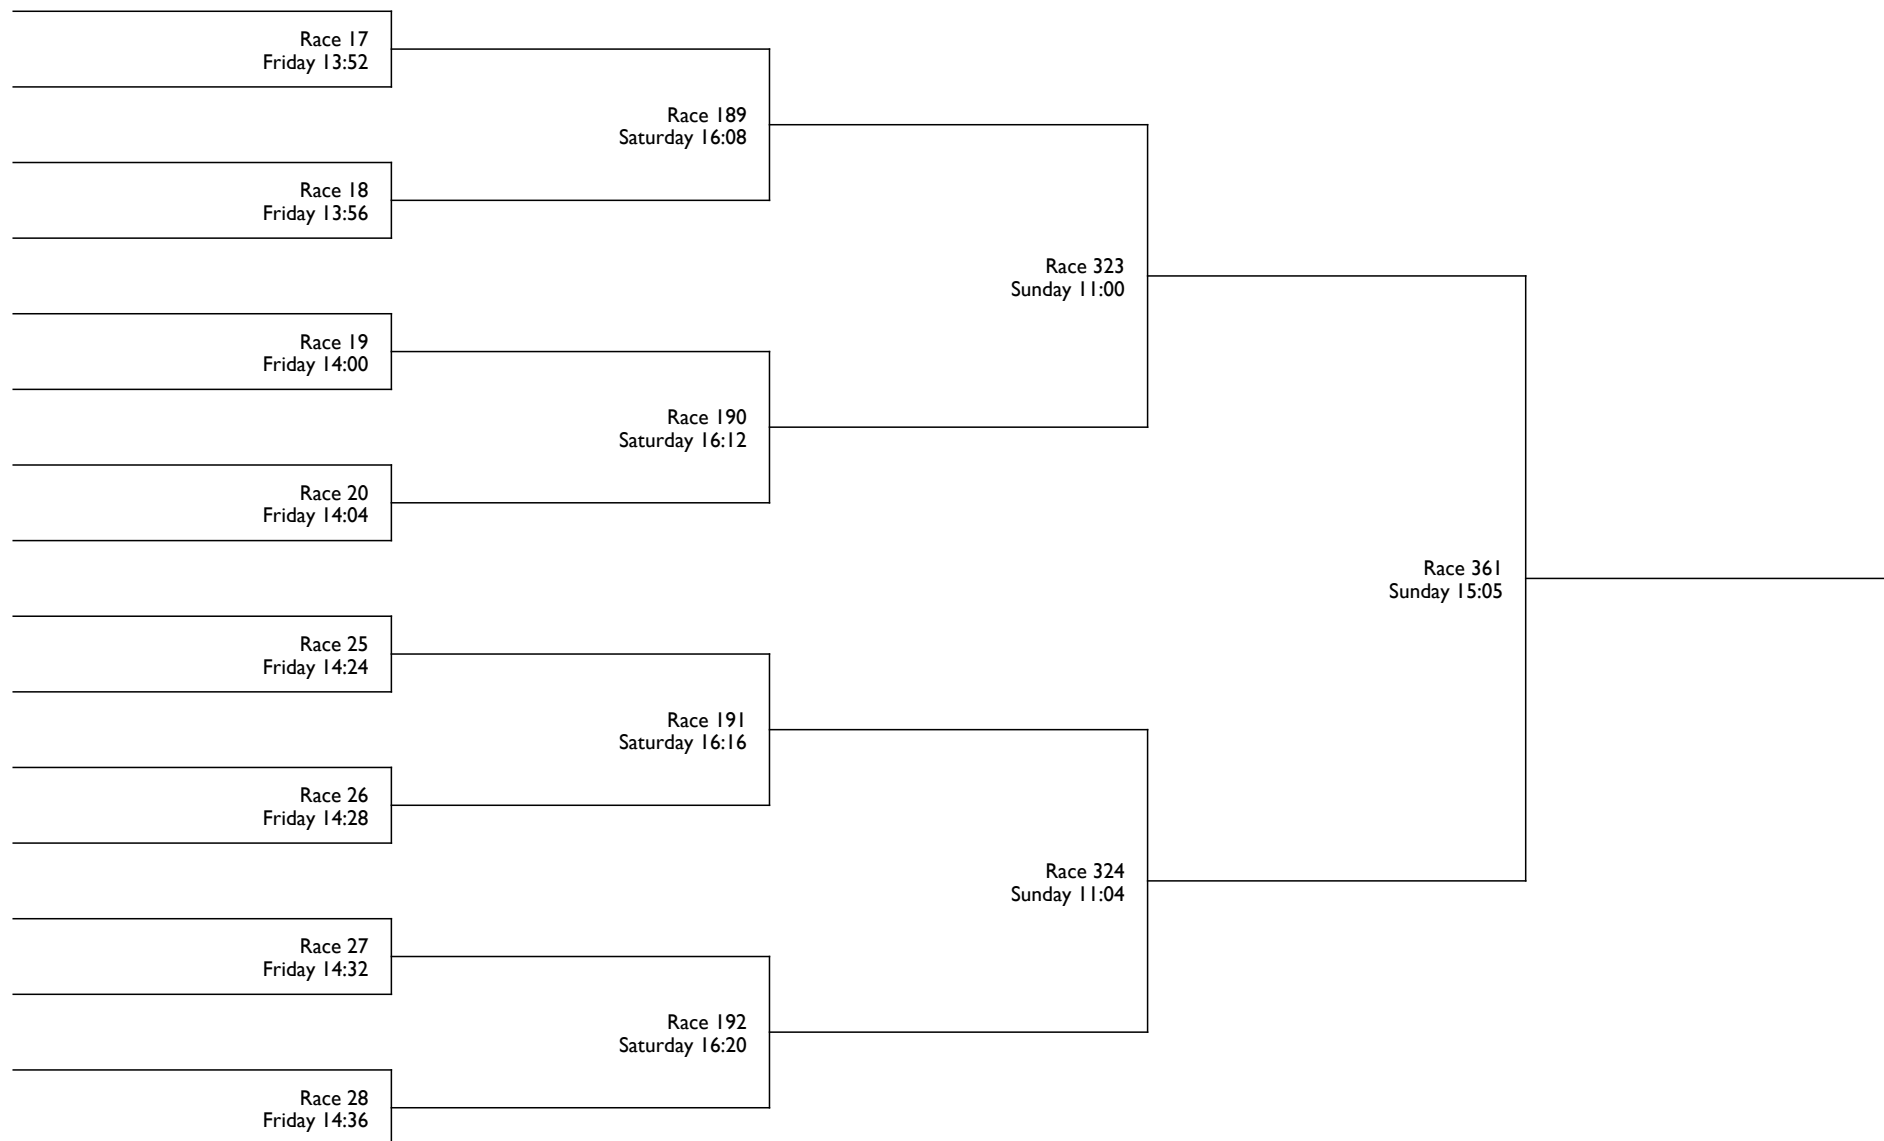 Race 17
Friday 13:52
Race 189
Saturday 16:08
Race 18
Friday 13:56
Race 323
Sunday 11:00
Race 19
Friday 14:00
Race 190
Saturday 16:12
Race 20
Friday 14:04
Race 361
Sunday 15:05
Race 25
Friday 14:24
Race 191
Saturday 16:16
Race 26
Friday 14:28
Race 324
Sunday 11:04
Race 27
Friday 14:32
Race 192
Saturday 16:20
Race 28
Friday 14:36